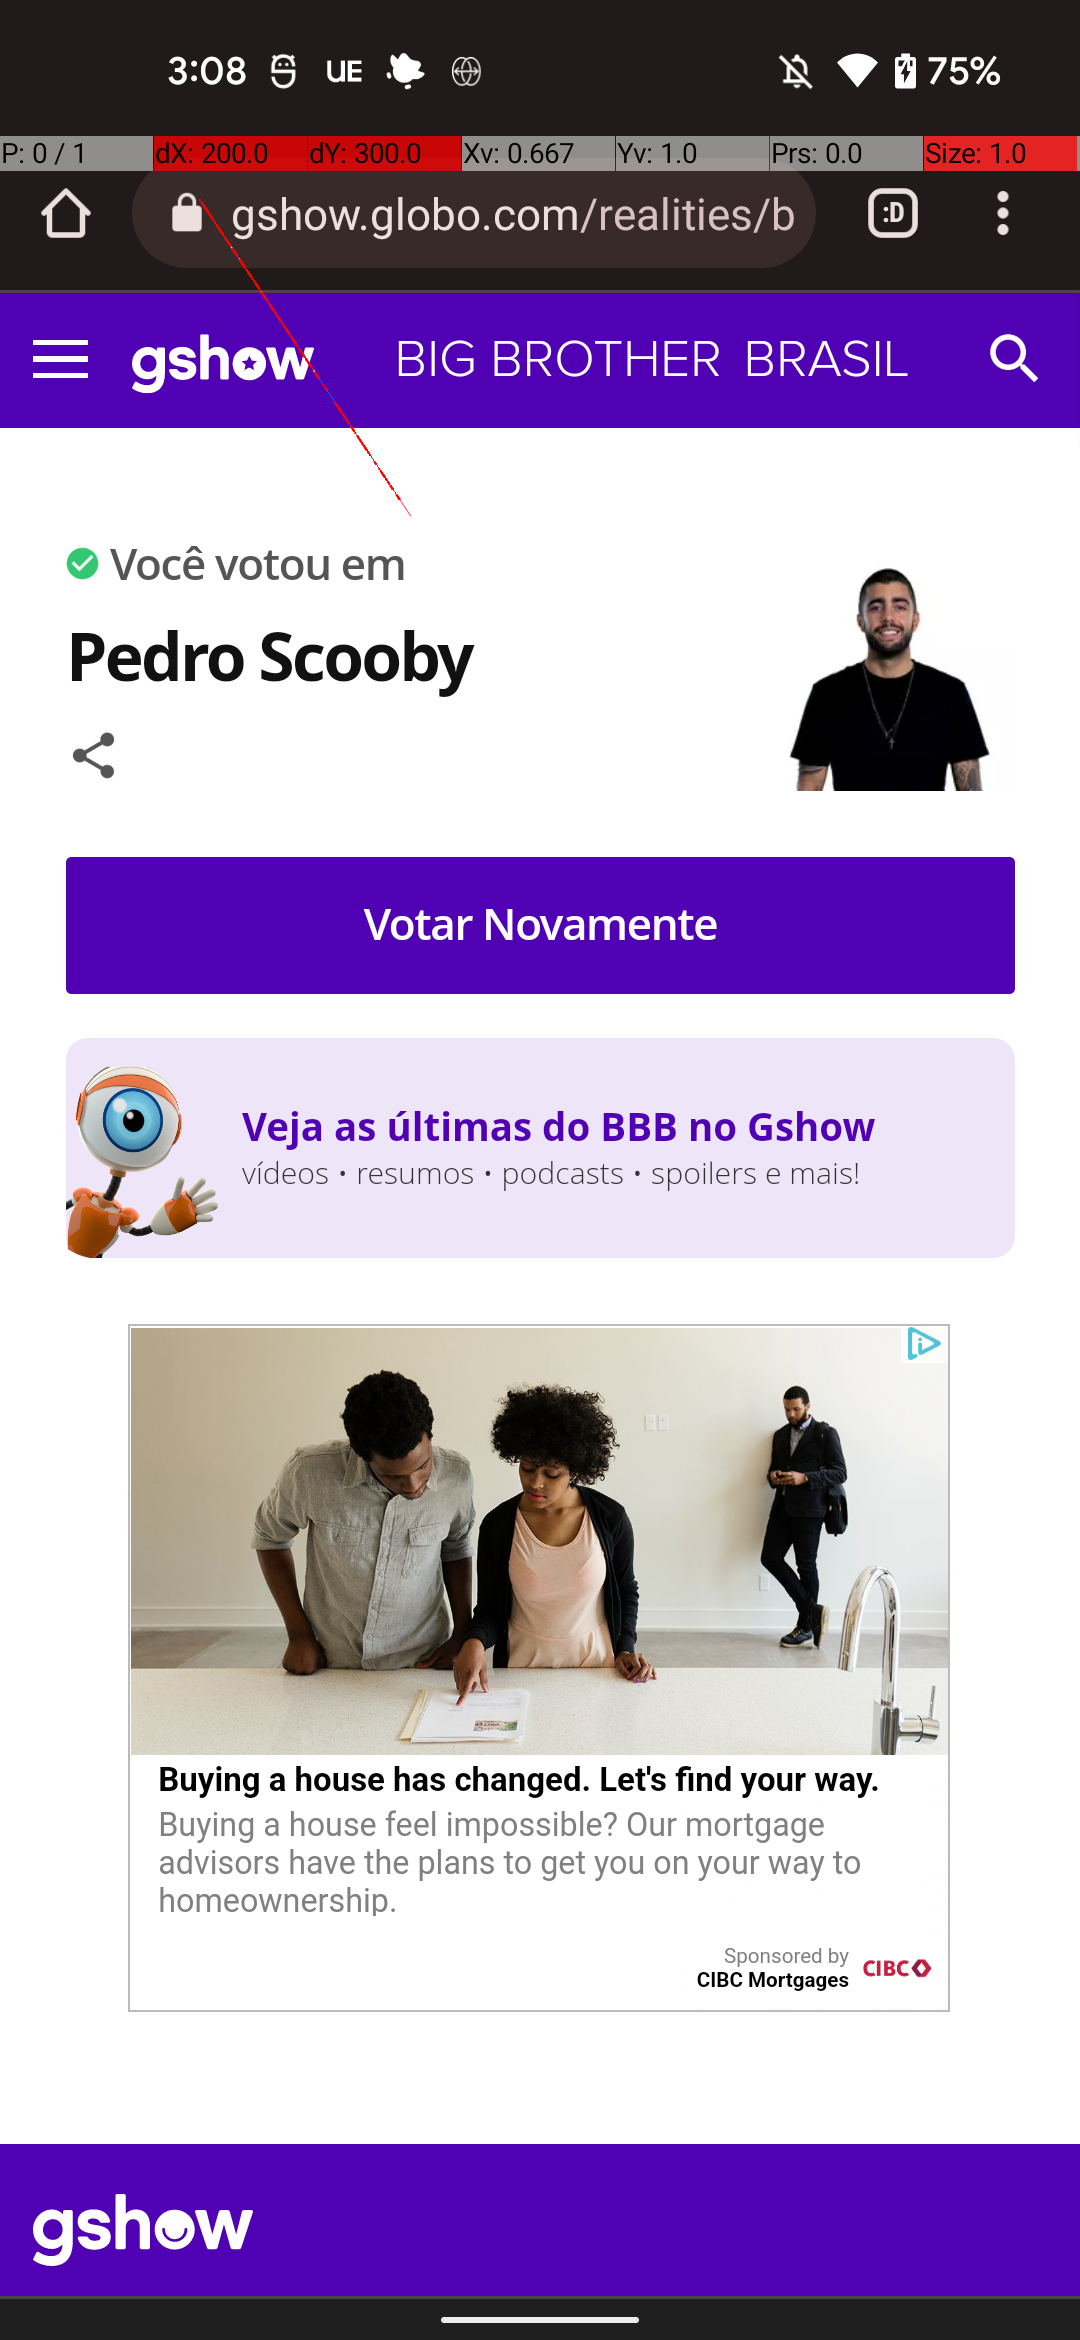 3:08 UE 75%
P: 0 / 1 dX: 200.0 dY: 300.0 Xv: 0.667 Yv: 1.0 Prs: 0.0 Size: 1.0
gshow.globo.com/realities/b :D
gshow BIG BROTHER BRASIL
Você votou em
Pedro Scooby
Votar Novamente
Veja as últimas do BBB no Gshow
vídeos • resumos • podcasts • spoilers e mais!
Buying a house has changed. Let's find your way.
Buying a house feel impossible? Our mortgage
advisors have the plans to get you on your way to
homeownership.
Sponsored by
CIBC Mortgages
CIBC
gshow